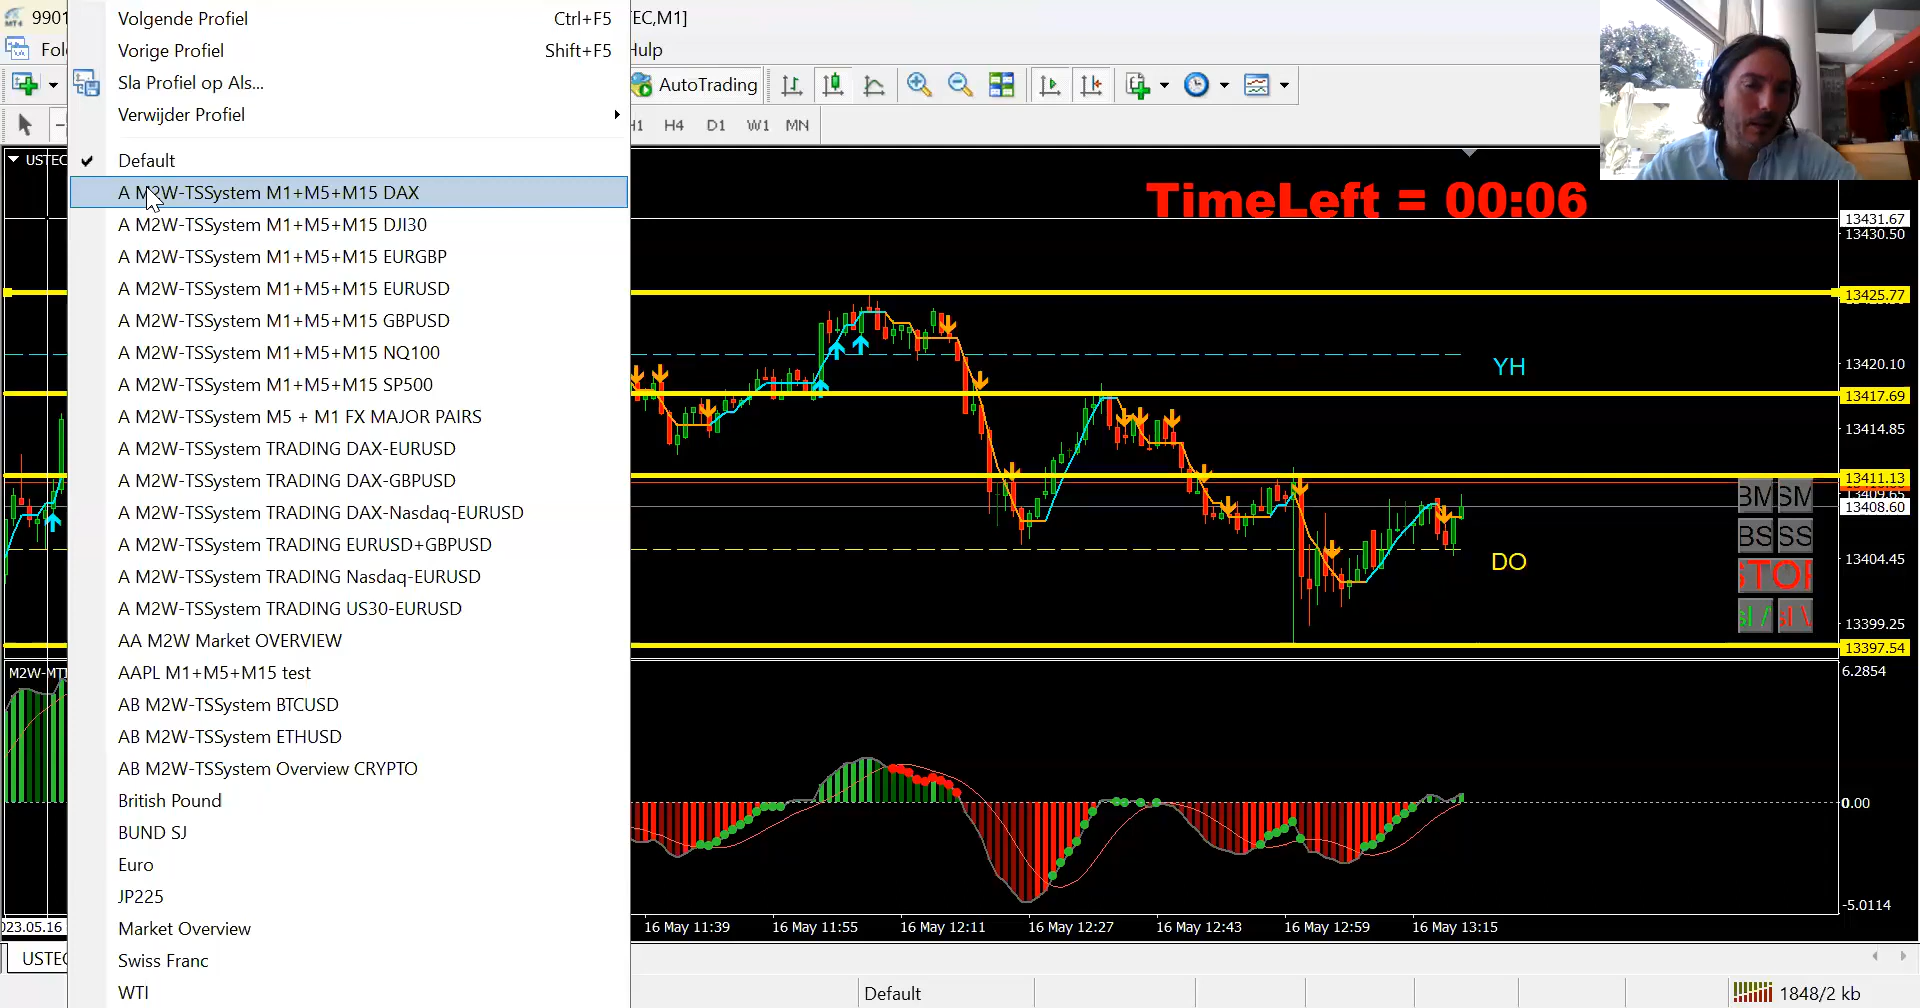 9901
TEC,M1]
Volgende Profiel Ctrl+F5
Vorige Profiel Shift+F5
Sla Profiel op Als...
Verwijder Profiel
Default
A M2W-TSSystem M1+M5+M15 DAX
A M2W-TSSystem M1+M5+M15 DJI30
A M2W-TSSystem M1+M5+M15 EURGBP
A M2W-TSSystem M1+M5+M15 EURUSD
A M2W-TSSystem M1+M5+M15 GBPUSD
A M2W-TSSystem M1+M5+M15 NQ100
A M2W-TSSystem M1+M5+M15 SP500
A M2W-TSSystem M5 + M1 FX MAJOR PAIRS
A M2W-TSSystem TRADING DAX-EURUSD
A M2W-TSSystem TRADING DAX-GBPUSD
A M2W-TSSystem TRADING DAX-Nasdaq-EURUSD
A M2W-TSSystem TRADING EURUSD+GBPUSD
A M2W-TSSystem TRADING Nasdaq-EURUSD
A M2W-TSSystem TRADING US30-EURUSD
AA M2W Market OVERVIEW
AAPL M1+M5+M15 test
AB M2W-TSSystem BTCUSD
AB M2W-TSSystem ETHUSD
AB M2W-TSSystem Overview CRYPTO
British Pound
BUND SJ
Euro
JP225
Market Overview
Swiss Franc
WTI
Hulp
AutoTrading
H1 H4 D1 W1 MN
USTEC
TimeLeft = 00:06
13431.67
13430.50
13425.77
YH
13420.10
13417.69
13414.85
13411.13
13409.65
13408.60
BM SM
BS SS
DO
13404.45
STOP
sl / sl \
13399.25
13397.54
M2W-MT
6.2854
0.00
-5.0114
023.05.16
16 May 11:39 16 May 11:55 16 May 12:11 16 May 12:27 16 May 12:43 16 May 12:59 16 May 13:15
USTEC
Default
1848/2 kb